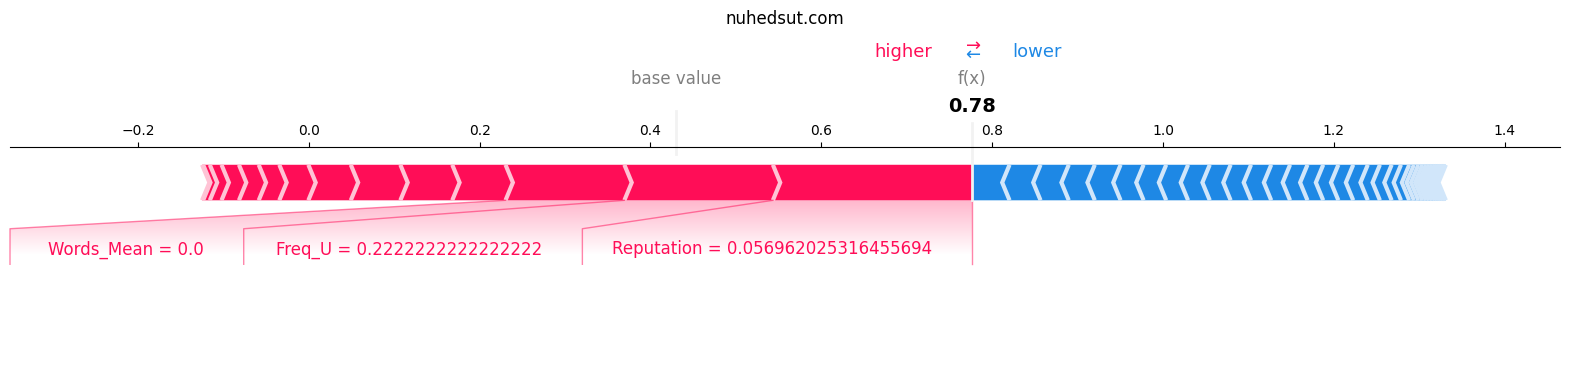 nuhedsut.com
higher → ← lower
base value f(x)
0.78
−0.2 0.0 0.2 0.4 0.6 0.8 1.0 1.2 1.4
Words_Mean = 0.0 Freq_U = 0.2222222222222222 Reputation = 0.056962025316455694